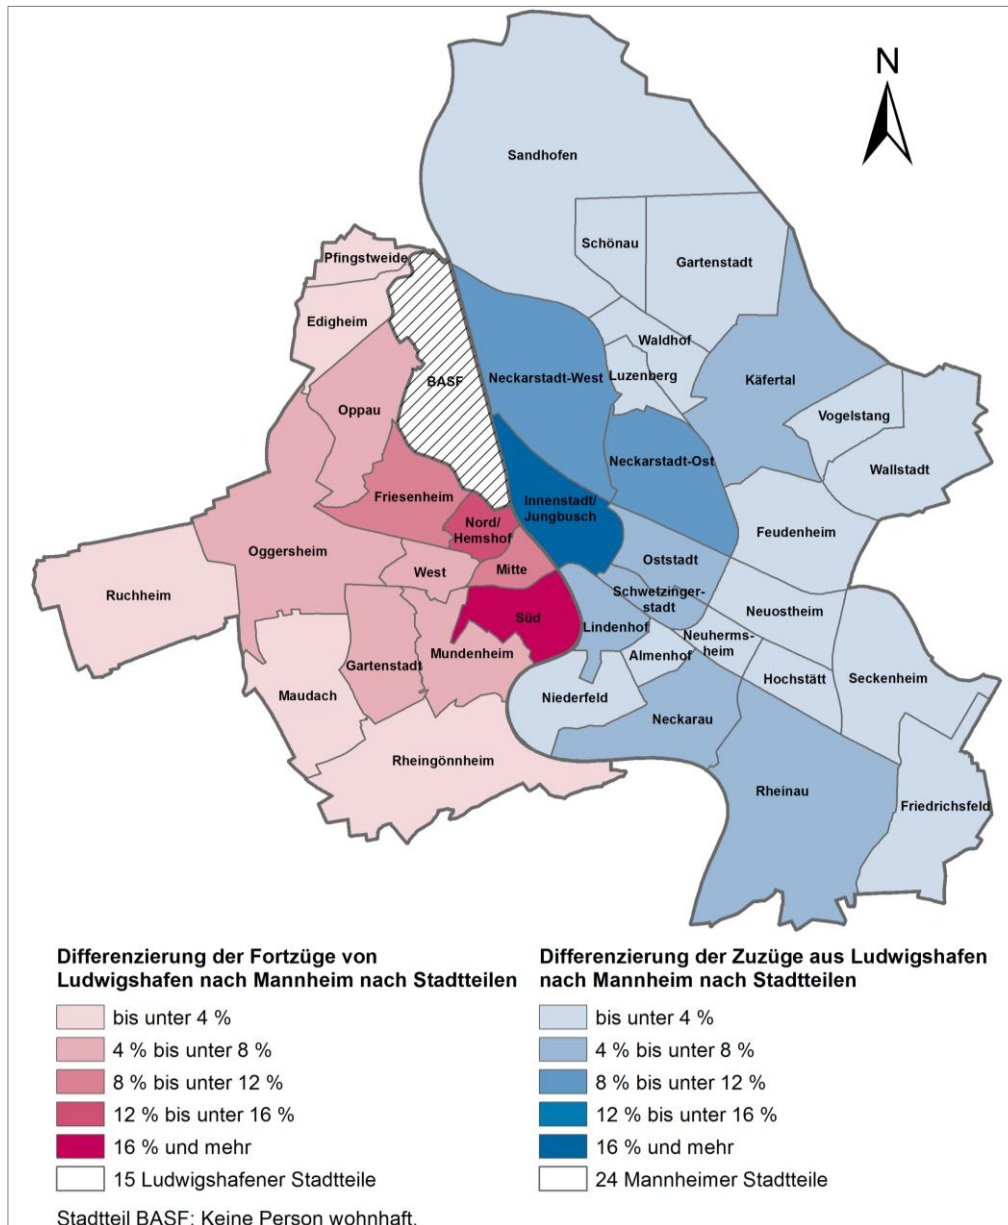 N
Sandhofen
Schönau
Gartenstadt
Pfingstweide
Edigheim
Waldhof
BASF
Neckarstadt-West
Luzenberg
Käfertal
Oppau
Vogelstang
Neckarstadt-Ost
Wallstadt
Friesenheim
Innenstadt/
Jungbusch
Nord/
Hemshof
Feudenheim
Oggersheim
Oststadt
West
Mitte
Ruchheim
Schwetzinger-
stadt
Neuostheim
Süd
Lindenhof
Neuherms-
heim
Mundenheim
Almenhof
Gartenstadt
Hochstätt
Seckenheim
Maudach
Niederfeld
Neckarau
Rheingönnheim
Rheinau
Friedrichsfeld
Differenzierung der Fortzüge von
Ludwigshafen nach Mannheim nach Stadtteilen
bis unter 4 %
4 % bis unter 8 %
8 % bis unter 12 %
12 % bis unter 16 %
16 % und mehr
15 Ludwigshafener Stadtteile
Stadtteil BASF: Keine Person wohnhaft.
Differenzierung der Zuzüge aus Ludwigshafen
nach Mannheim nach Stadtteilen
bis unter 4 %
4 % bis unter 8 %
8 % bis unter 12 %
12 % bis unter 16 %
16 % und mehr
24 Mannheimer Stadtteile